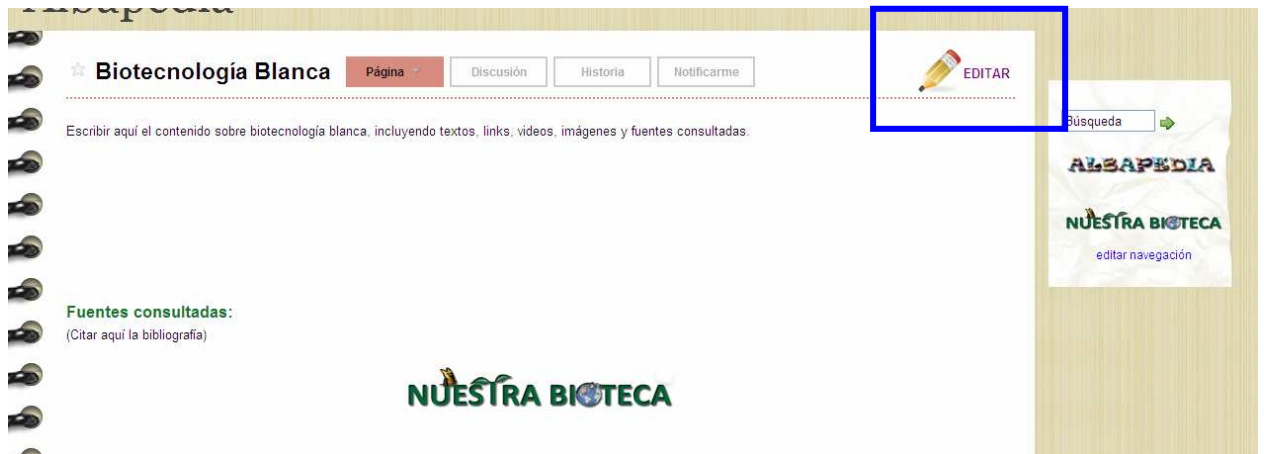 Albapedia
Biotecnología Blanca Página Discusión Historia Notificarme EDITAR
Escribir aquí el contenido sobre biotecnología blanca, incluyendo textos, links, videos, imágenes y fuentes consultadas.
Fuentes consultadas:
(Citar aquí la bibliografía)
NUESTRA BIOTECA
Búsqueda
ALBAPEDIA
NUESTRA BIOTECA
editar navegación